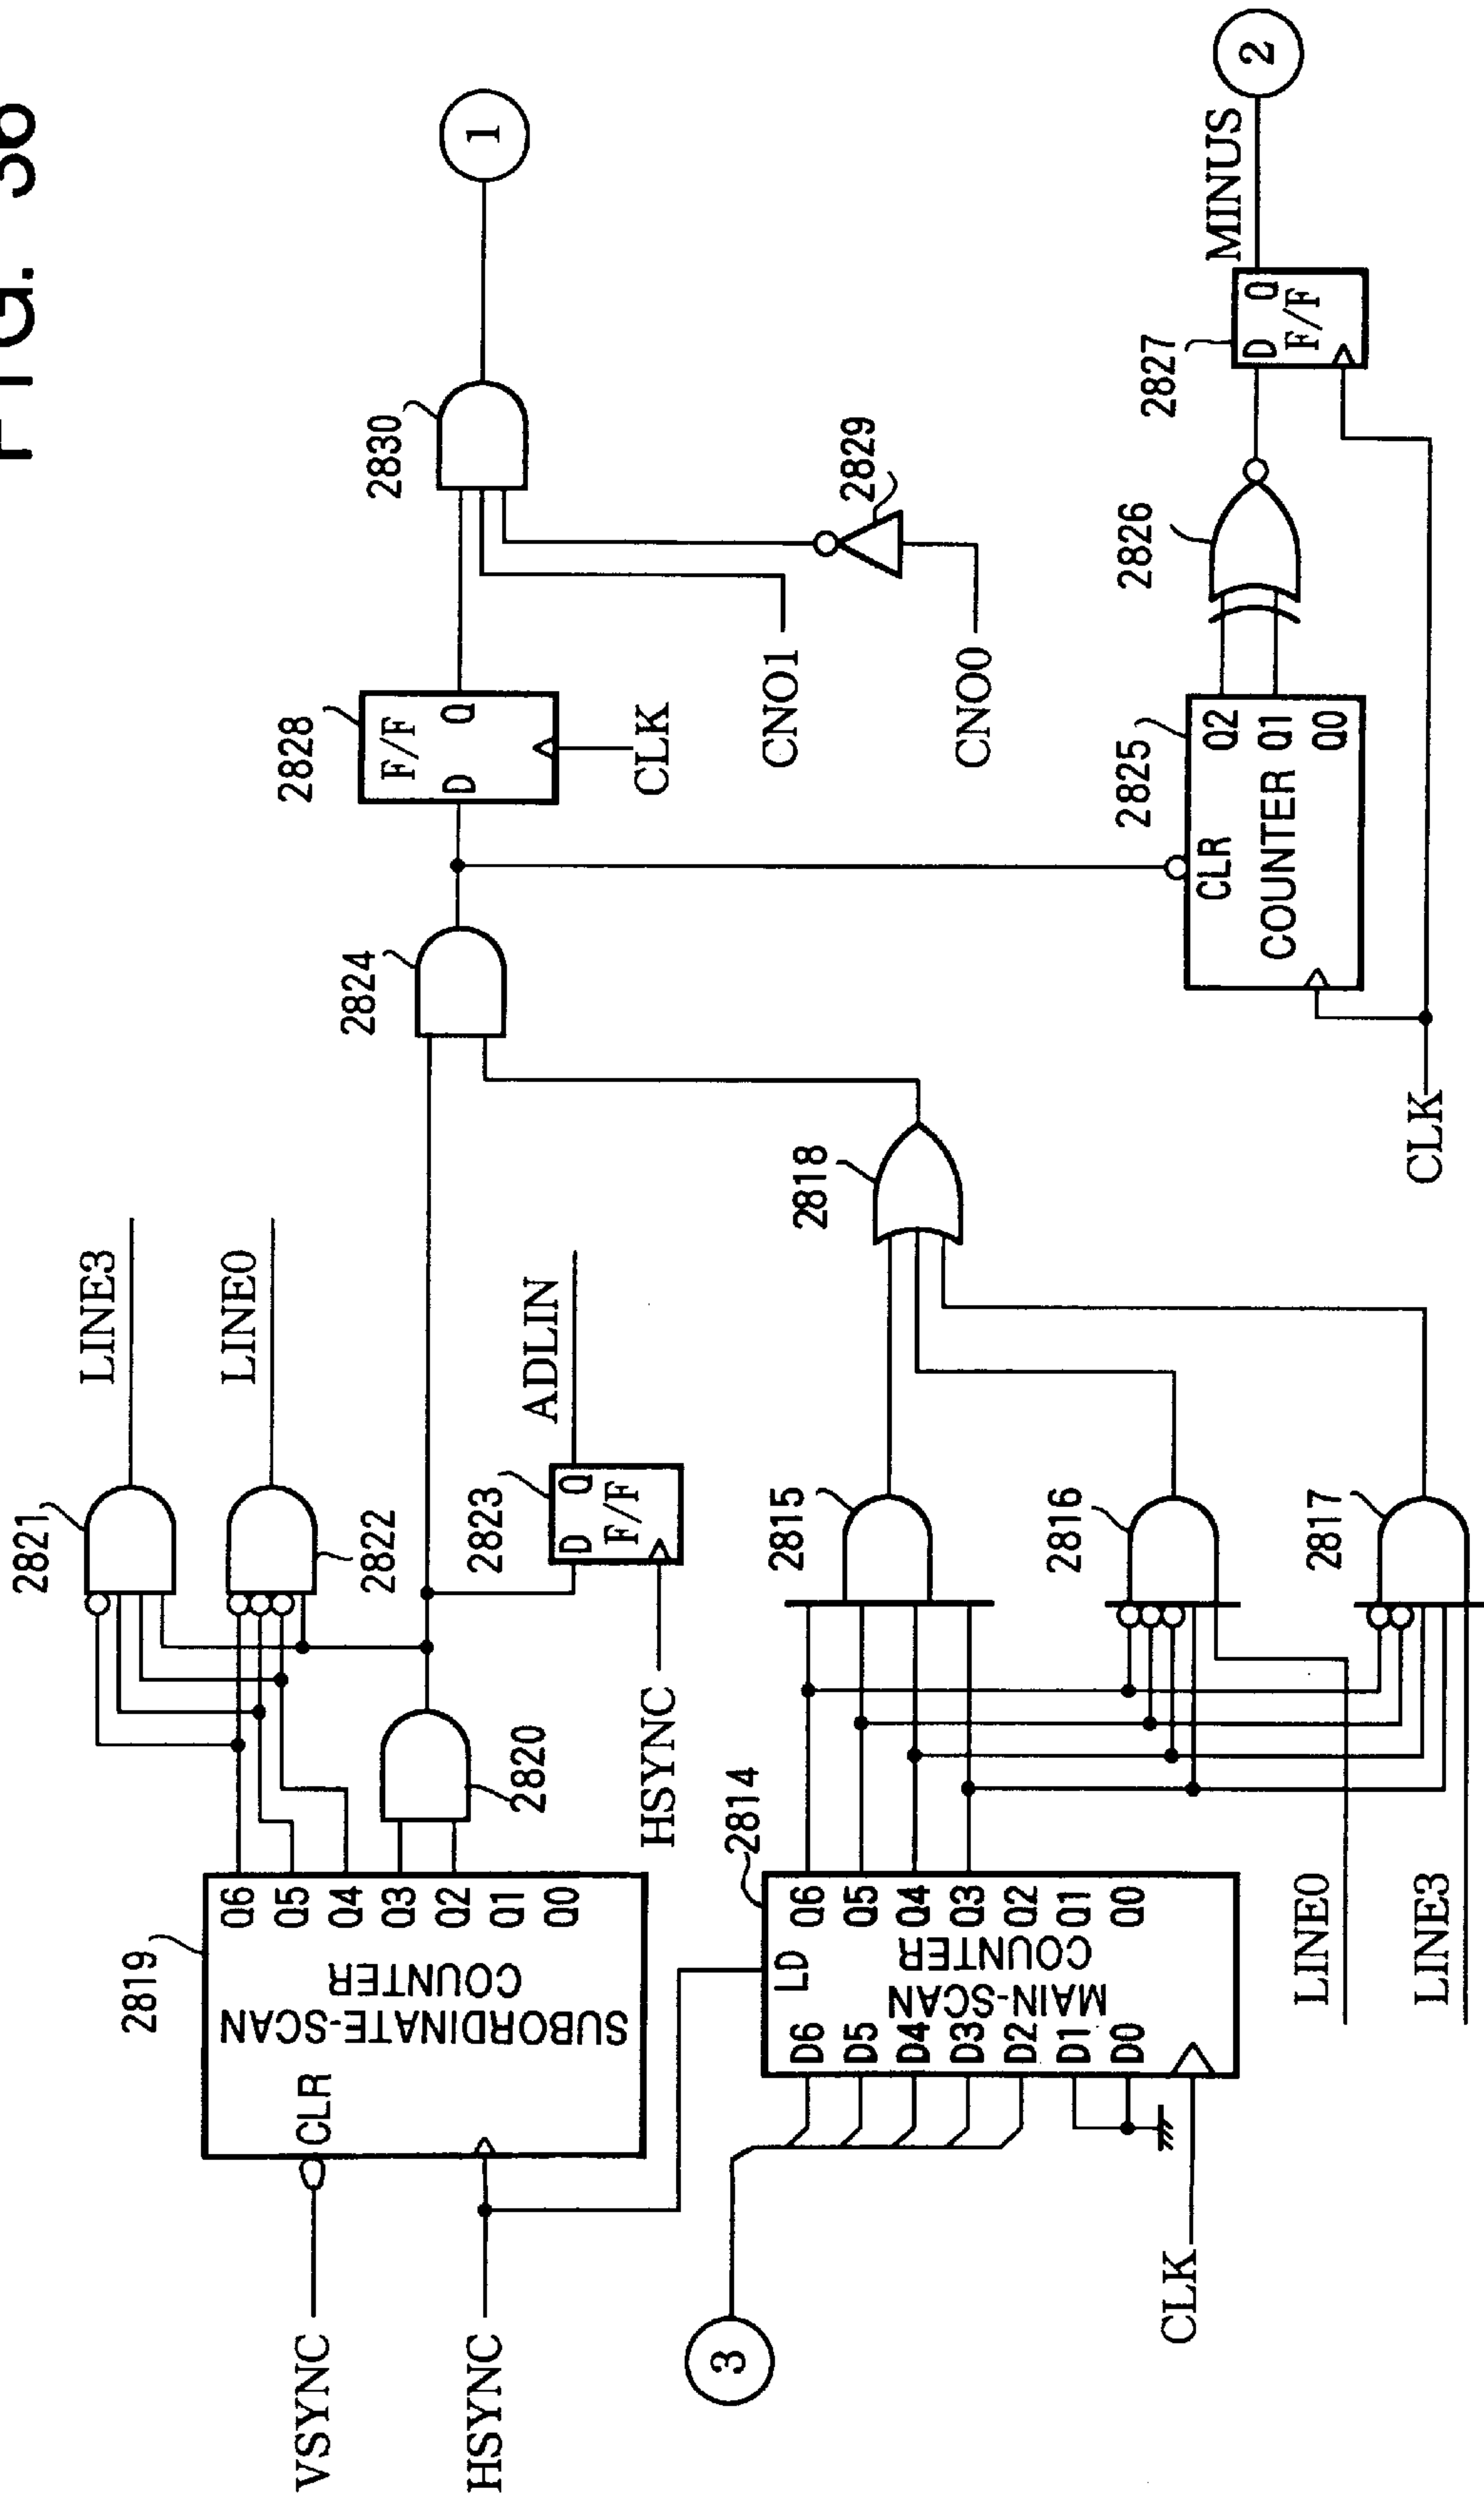 FIG.
2821
LINE3
LINE0
2822
2819
VSYNC
CLR
SUBORDINATE-SCAN
COUNTER
Q6
Q5
Q4
Q3
Q2
Q1
Q0
HSYNC
2820
2823
D Q
F/F
ADLIN
HSYNC
2824
2828
F/F
D Q
CLK
2830
1
CNO1
CNO0
2829
3
2814
LD
MAIN-SCAN
COUNTER
D6
D5
D4
D3
D2
D1
D0
Q6
Q5
Q4
Q3
Q2
Q1
Q0
CLK
2815
2816
2817
2818
LINE0
LINE3
2825
CLR
COUNTER
Q2
Q1
Q0
CLK
2826
2827
D Q
F/F
MINUS
2